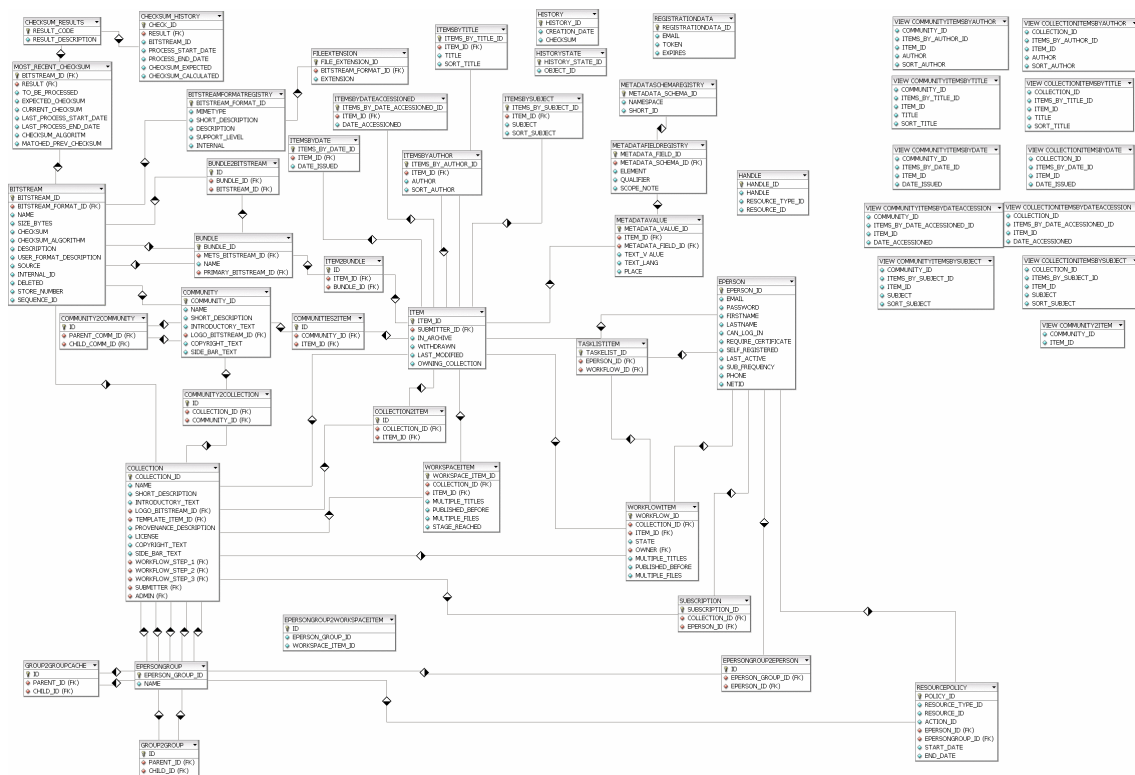 CHECKSUM_RESULTS
RESULT_CODE
RESULT_DESCRIPTION
CHECKSUM_HISTORY
CHECK_ID
RESULT (FK)
BITSTREAM_ID
PROCESS_START_DATE
PROCESS_END_DATE
CHECKSUM_EXPECTED
CHECKSUM_CALCULATED
MOST_RECENT_CHECKSUM
BITSTREAM_ID (FK)
RESULT (FK)
TO_BE_PROCESSED
EXPECTED_CHECKSUM
CURRENT_CHECKSUM
LAST_PROCESS_START_DATE
LAST_PROCESS_END_DATE
CHECKSUM_ALGORITM
MATCHED_PREV_CHECKSUM
FILEEXTENSION
FILE_EXTENSION_ID
BITSTREAM_FORMAT_ID (FK)
EXTENSION
BITSTREAMFORMATREGISTRY
BITSTREAM_FORMAT_ID
MIMETYPE
SHORT_DESCRIPTION
DESCRIPTION
SUPPORT_LEVEL
INTERNAL
ITEMSBYTITLE
ITEMS_BY_TITLE_ID
ITEM_ID (FK)
TITLE
SORT_TITLE
HISTORY
HISTORY_ID
CREATION_DATE
CHECKSUM
HISTORYSTATE
HISTORY_STATE_ID
OBJECT_ID
REGISTRATIONDATA
REGISTRATIONDATA_ID
EMAIL
TOKEN
EXPIRES
ITEMSBYDATEACCESSIONED
ITEMS_BY_DATE_ACCESSIONED_ID
ITEM_ID (FK)
DATE_ACCESSIONED
ITEMSBYSUBJECT
ITEMS_BY_SUBJECT_ID
ITEM_ID (FK)
SUBJECT
SORT_SUBJECT
ITEMSBYDATE
ITEMS_BY_DATE_ID
ITEM_ID (FK)
DATE_ISSUED
ITEMSBYAUTHOR
ITEMS_BY_AUTHOR_ID
ITEM_ID (FK)
AUTHOR
SORT_AUTHOR
METADATASCHEMAREGISTRY
METADATA_SCHEMA_ID
NAMESPACE
SHORT_ID
METADATAFIELDREGISTRY
METADATA_FIELD_ID
METADATA_SCHEMA_ID (FK)
ELEMENT
QUALIFIER
SCOPE_NOTE
METADATAVALUE
METADATA_VALUE_ID
ITEM_ID (FK)
METADATA_FIELD_ID (FK)
TEXT_VALUE
TEXT_LANG
PLACE
HANDLE
HANDLE_ID
HANDLE
RESOURCE_TYPE_ID
RESOURCE_ID
BUNDLE2BITSTREAM
ID
BUNDLE_ID (FK)
BITSTREAM_ID (FK)
BITSTREAM
BITSTREAM_ID
BITSTREAM_FORMAT_ID (FK)
NAME
SIZE_BYTES
CHECKSUM
CHECKSUM_ALGORITHM
DESCRIPTION
USER_FORMAT_DESCRIPTION
SOURCE
INTERNAL_ID
DELETED
STORE_NUMBER
SEQUENCE_ID
BUNDLE
BUNDLE_ID
METS_BITSTREAM_ID (FK)
NAME
PRIMARY_BITSTREAM_ID (FK)
ITEM2BUNDLE
ID
ITEM_ID (FK)
BUNDLE_ID (FK)
COMMUNITY
COMMUNITY_ID
NAME
SHORT_DESCRIPTION
INTRODUCTORY_TEXT
LOGO_BITSTREAM_ID (FK)
COPYRIGHT_TEXT
SIDE_BAR_TEXT
COMMUNITY2COMMUNITY
ID
PARENT_COMM_ID (FK)
CHILD_COMM_ID (FK)
COMMUNITIES2ITEM
ID
COMMUNITY_ID (FK)
ITEM_ID (FK)
ITEM
ITEM_ID
SUBMITTER_ID (FK)
IN_ARCHIVE
WITHDRAWN
LAST_MODIFIED
OWNING_COLLECTION
TASKLISTITEM
TASKELIST_ID
EPERSON_ID (FK)
WORKFLOW_ID (FK)
EPERSON
EPERSON_ID
EMAIL
PASSWORD
FIRSTNAME
LASTNAME
CAN_LOG_IN
REQUIRE_CERTIFICATE
SELF_REGISTERED
LAST_ACTIVE
SUB_FREQUENCY
PHONE
NETID
COMMUNITY2COLLECTION
ID
COLLECTION_ID (FK)
COMMUNITY_ID (FK)
COLLECTION2ITEM
ID
COLLECTION_ID (FK)
ITEM_ID (FK)
COLLECTION
COLLECTION_ID
NAME
SHORT_DESCRIPTION
INTRODUCTORY_TEXT
LOGO_BITSTREAM_ID (FK)
TEMPLATE_ITEM_ID (FK)
PROVENANCE_DESCRIPTION
LICENSE
COPYRIGHT_TEXT
SIDE_BAR_TEXT
WORKFLOW_STEP_1 (FK)
WORKFLOW_STEP_2 (FK)
WORKFLOW_STEP_3 (FK)
SUBMITTER (FK)
ADMIN (FK)
WORKSPACEITEM
WORKSPACE_ITEM_ID
COLLECTION_ID (FK)
ITEM_ID (FK)
MULTIPLE_TITLES
PUBLISHED_BEFORE
MULTIPLE_FILES
STAGE_REACHED
WORKFLOWITEM
WORKFLOW_ID
COLLECTION_ID (FK)
ITEM_ID (FK)
STATE
OWNER (FK)
MULTIPLE_TITLES
PUBLISHED_BEFORE
MULTIPLE_FILES
SUBSCRIPTION
SUBSCRIPTION_ID
COLLECTION_ID (FK)
EPERSON_ID (FK)
EPERSONGROUP2WORKSPACEITEM
ID
EPERSON_GROUP_ID
WORKSPACE_ITEM_ID
GROUP2GROUPCACHE
ID
PARENT_ID (FK)
CHILD_ID (FK)
EPERSONGROUP
EPERSON_GROUP_ID
NAME
EPERSONGROUP2EPERSON
ID
EPERSON_GROUP_ID (FK)
EPERSON_ID (FK)
RESOURCEPOLICY
POLICY_ID
RESOURCE_TYPE_ID
RESOURCE_ID
ACTION_ID
EPERSON_ID (FK)
EPERSONGROUP_ID (FK)
START_DATE
END_DATE
GROUP2GROUP
ID
PARENT_ID (FK)
CHILD_ID (FK)
VIEW COMMUNITYITEMSBYAUTHOR
COMMUNITY_ID
ITEMS_BY_AUTHOR_ID
ITEM_ID
AUTHOR
SORT_AUTHOR
VIEW COLLECTIONITEMSBYAUTHOR
COLLECTION_ID
ITEMS_BY_AUTHOR_ID
ITEM_ID
AUTHOR
SORT_AUTHOR
VIEW COMMUNITYITEMSBYTITLE
COMMUNITY_ID
ITEMS_BY_TITLE_ID
ITEM_ID
TITLE
SORT_TITLE
VIEW COLLECTIONITEMSBYTITLE
COLLECTION_ID
ITEMS_BY_TITLE_ID
ITEM_ID
TITLE
SORT_TITLE
VIEW COMMUNITYITEMSBYDATE
COMMUNITY_ID
ITEMS_BY_DATE_ID
ITEM_ID
DATE_ISSUED
VIEW COLLECTIONITEMSBYDATE
COLLECTION_ID
ITEMS_BY_DATE_ID
ITEM_ID
DATE_ISSUED
VIEW COMMUNITYITEMSBYDATEACCESSION
COMMUNITY_ID
ITEMS_BY_DATE_ACCESSIONED_ID
ITEM_ID
DATE_ACCESSIONED
VIEW COLLECTIONITEMSBYDATEACCESSION
COLLECTION_ID
ITEMS_BY_DATE_ACCESSIONED_ID
ITEM_ID
DATE_ACCESSIONED
VIEW COMMUNITYITEMSBYSUBJECT
COMMUNITY_ID
ITEMS_BY_SUBJECT_ID
ITEM_ID
SUBJECT
SORT_SUBJECT
VIEW COLLECTIONITEMSBYSUBJECT
COLLECTION_ID
ITEMS_BY_SUBJECT_ID
ITEM_ID
SUBJECT
SORT_SUBJECT
VIEW COMMUNITY2ITEM
COMMUNITY_ID
ITEM_ID